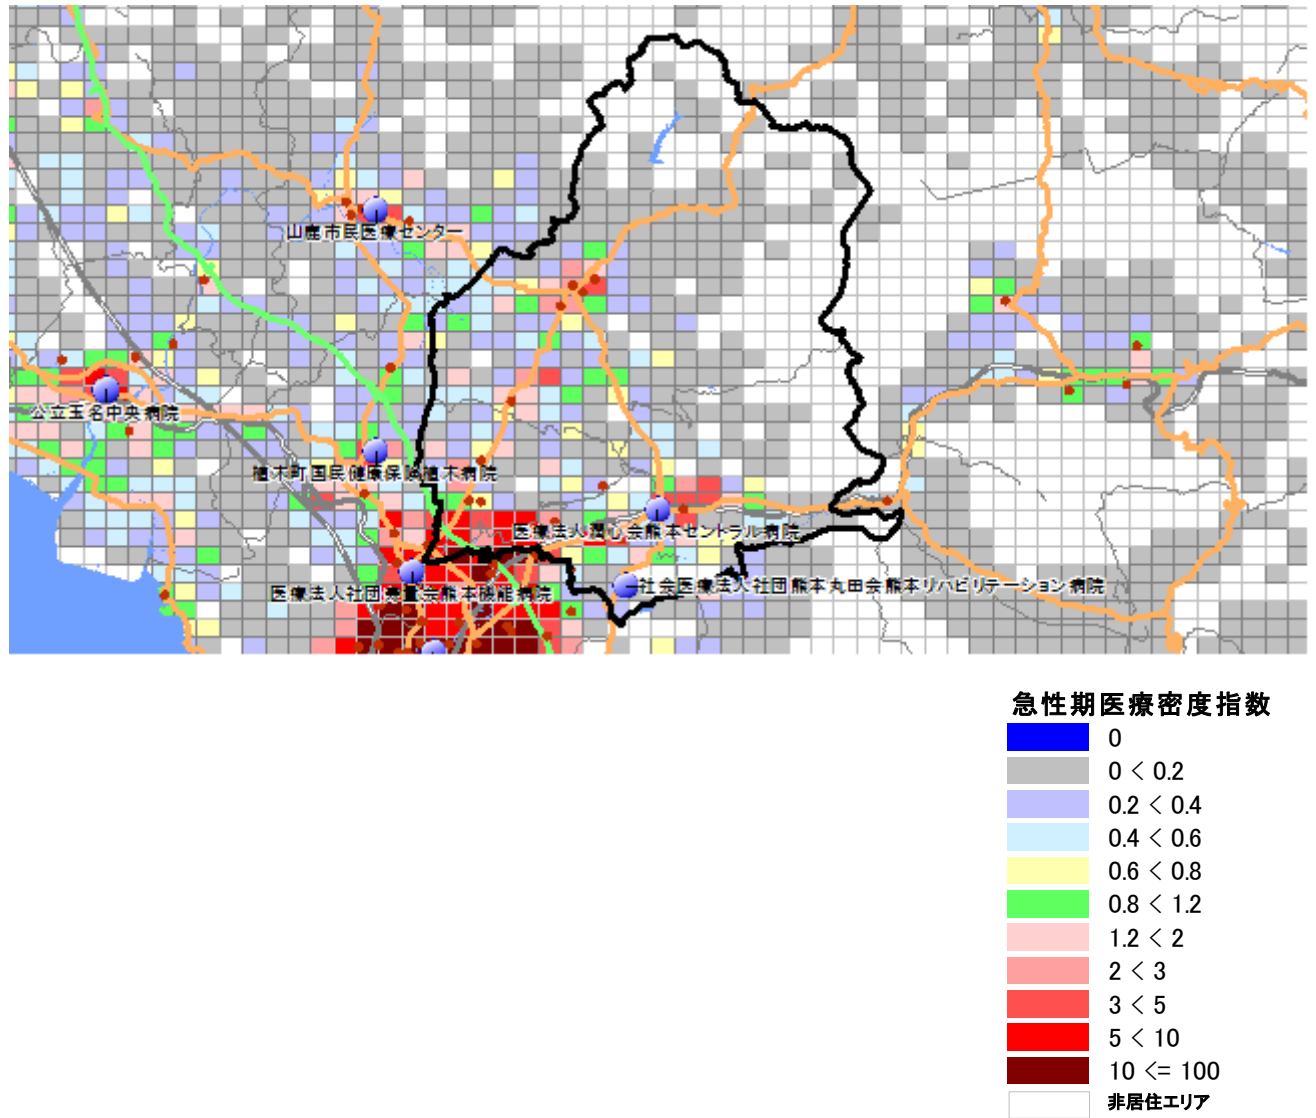 山鹿市民医療センター
公立玉名中央病院
植木町国民健康保険植木病院
医療法人潤心会熊本セントラル病院
社会医療法人社団熊本丸田会熊本リハビリテーション病院
医療法人社団寿量会熊本機能病院
急性期医療密度指数
0
0 < 0.2
0.2 < 0.4
0.4 < 0.6
0.6 < 0.8
0.8 < 1.2
1.2 < 2
2 < 3
3 < 5
5 < 10
10 <= 100
非居住エリア